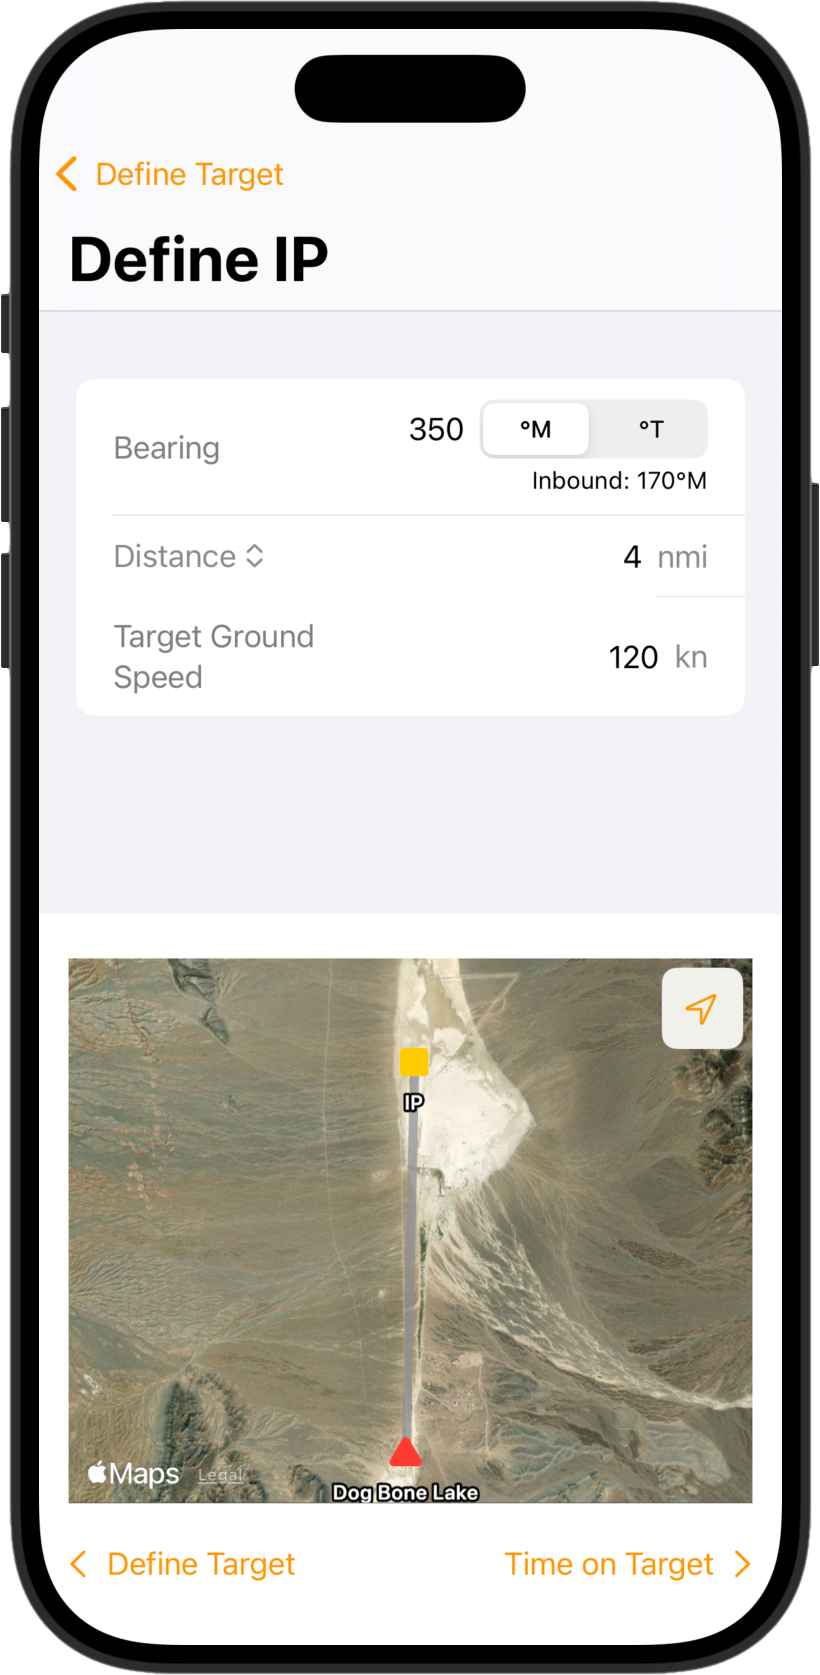 Define Target
Define IP
Bearing
350 °M °T
Inbound: 170°M
Distance
4 nmi
Target Ground
Speed
120 kn
IP
Maps Legal
Dog Bone Lake
Define Target
Time on Target